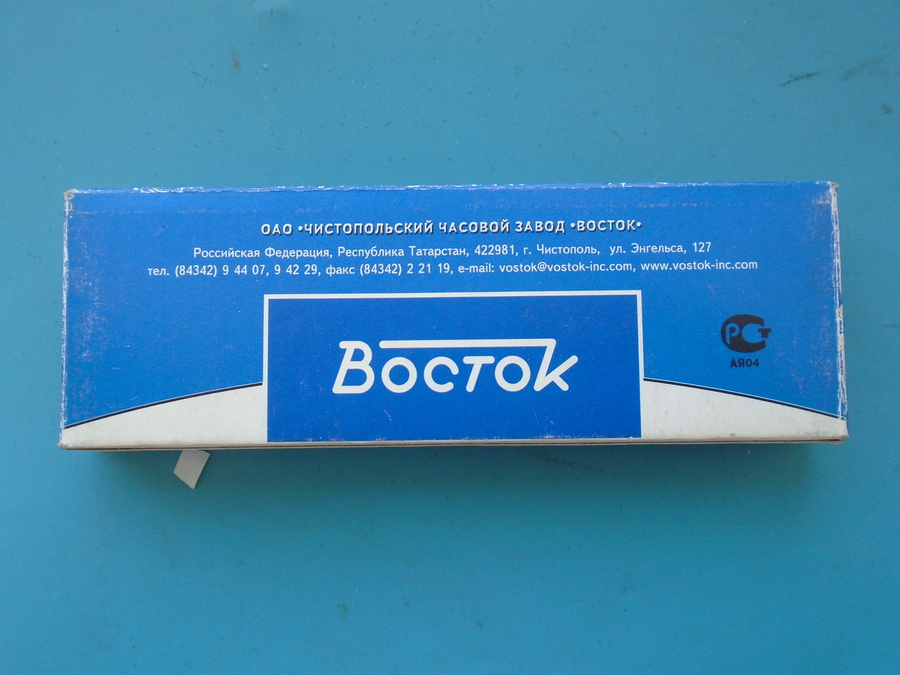 ОАО •ЧИСТОПОЛЬСКИЙ ЧАСОВОЙ ЗАВОД •ВОСТОК•
Российская Федерация, Республика Татарстан, 422981, г. Чистополь, ул. Энгельса, 127
тел. (84342) 9 44 07, 9 42 29, факс (84342) 2 21 19, e-mail: vostok@vostok-inc.com, www.vostok-inc.com
РСТ
АЯ04
Восток